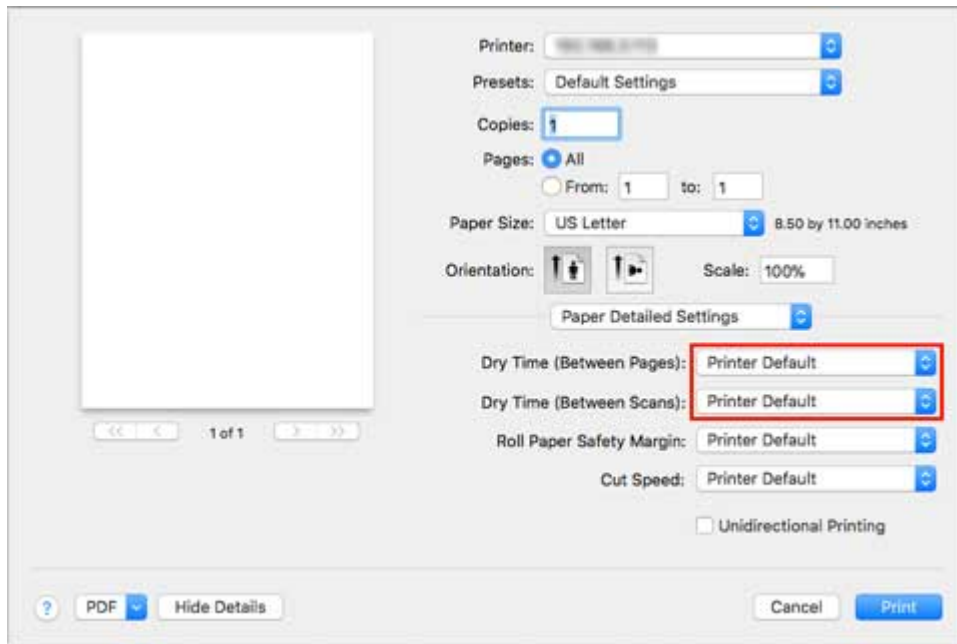 Printer:
Presets: Default Settings
Copies: 1
Pages: All
From: 1 to: 1
Paper Size: US Letter 8.50 by 11.00 inches
Orientation: Scale: 100%
Paper Detailed Settings
Dry Time (Between Pages): Printer Default
Dry Time (Between Scans): Printer Default
1 of 1
Roll Paper Safety Margin: Printer Default
Cut Speed: Printer Default
Unidirectional Printing
? PDF Hide Details Cancel Print